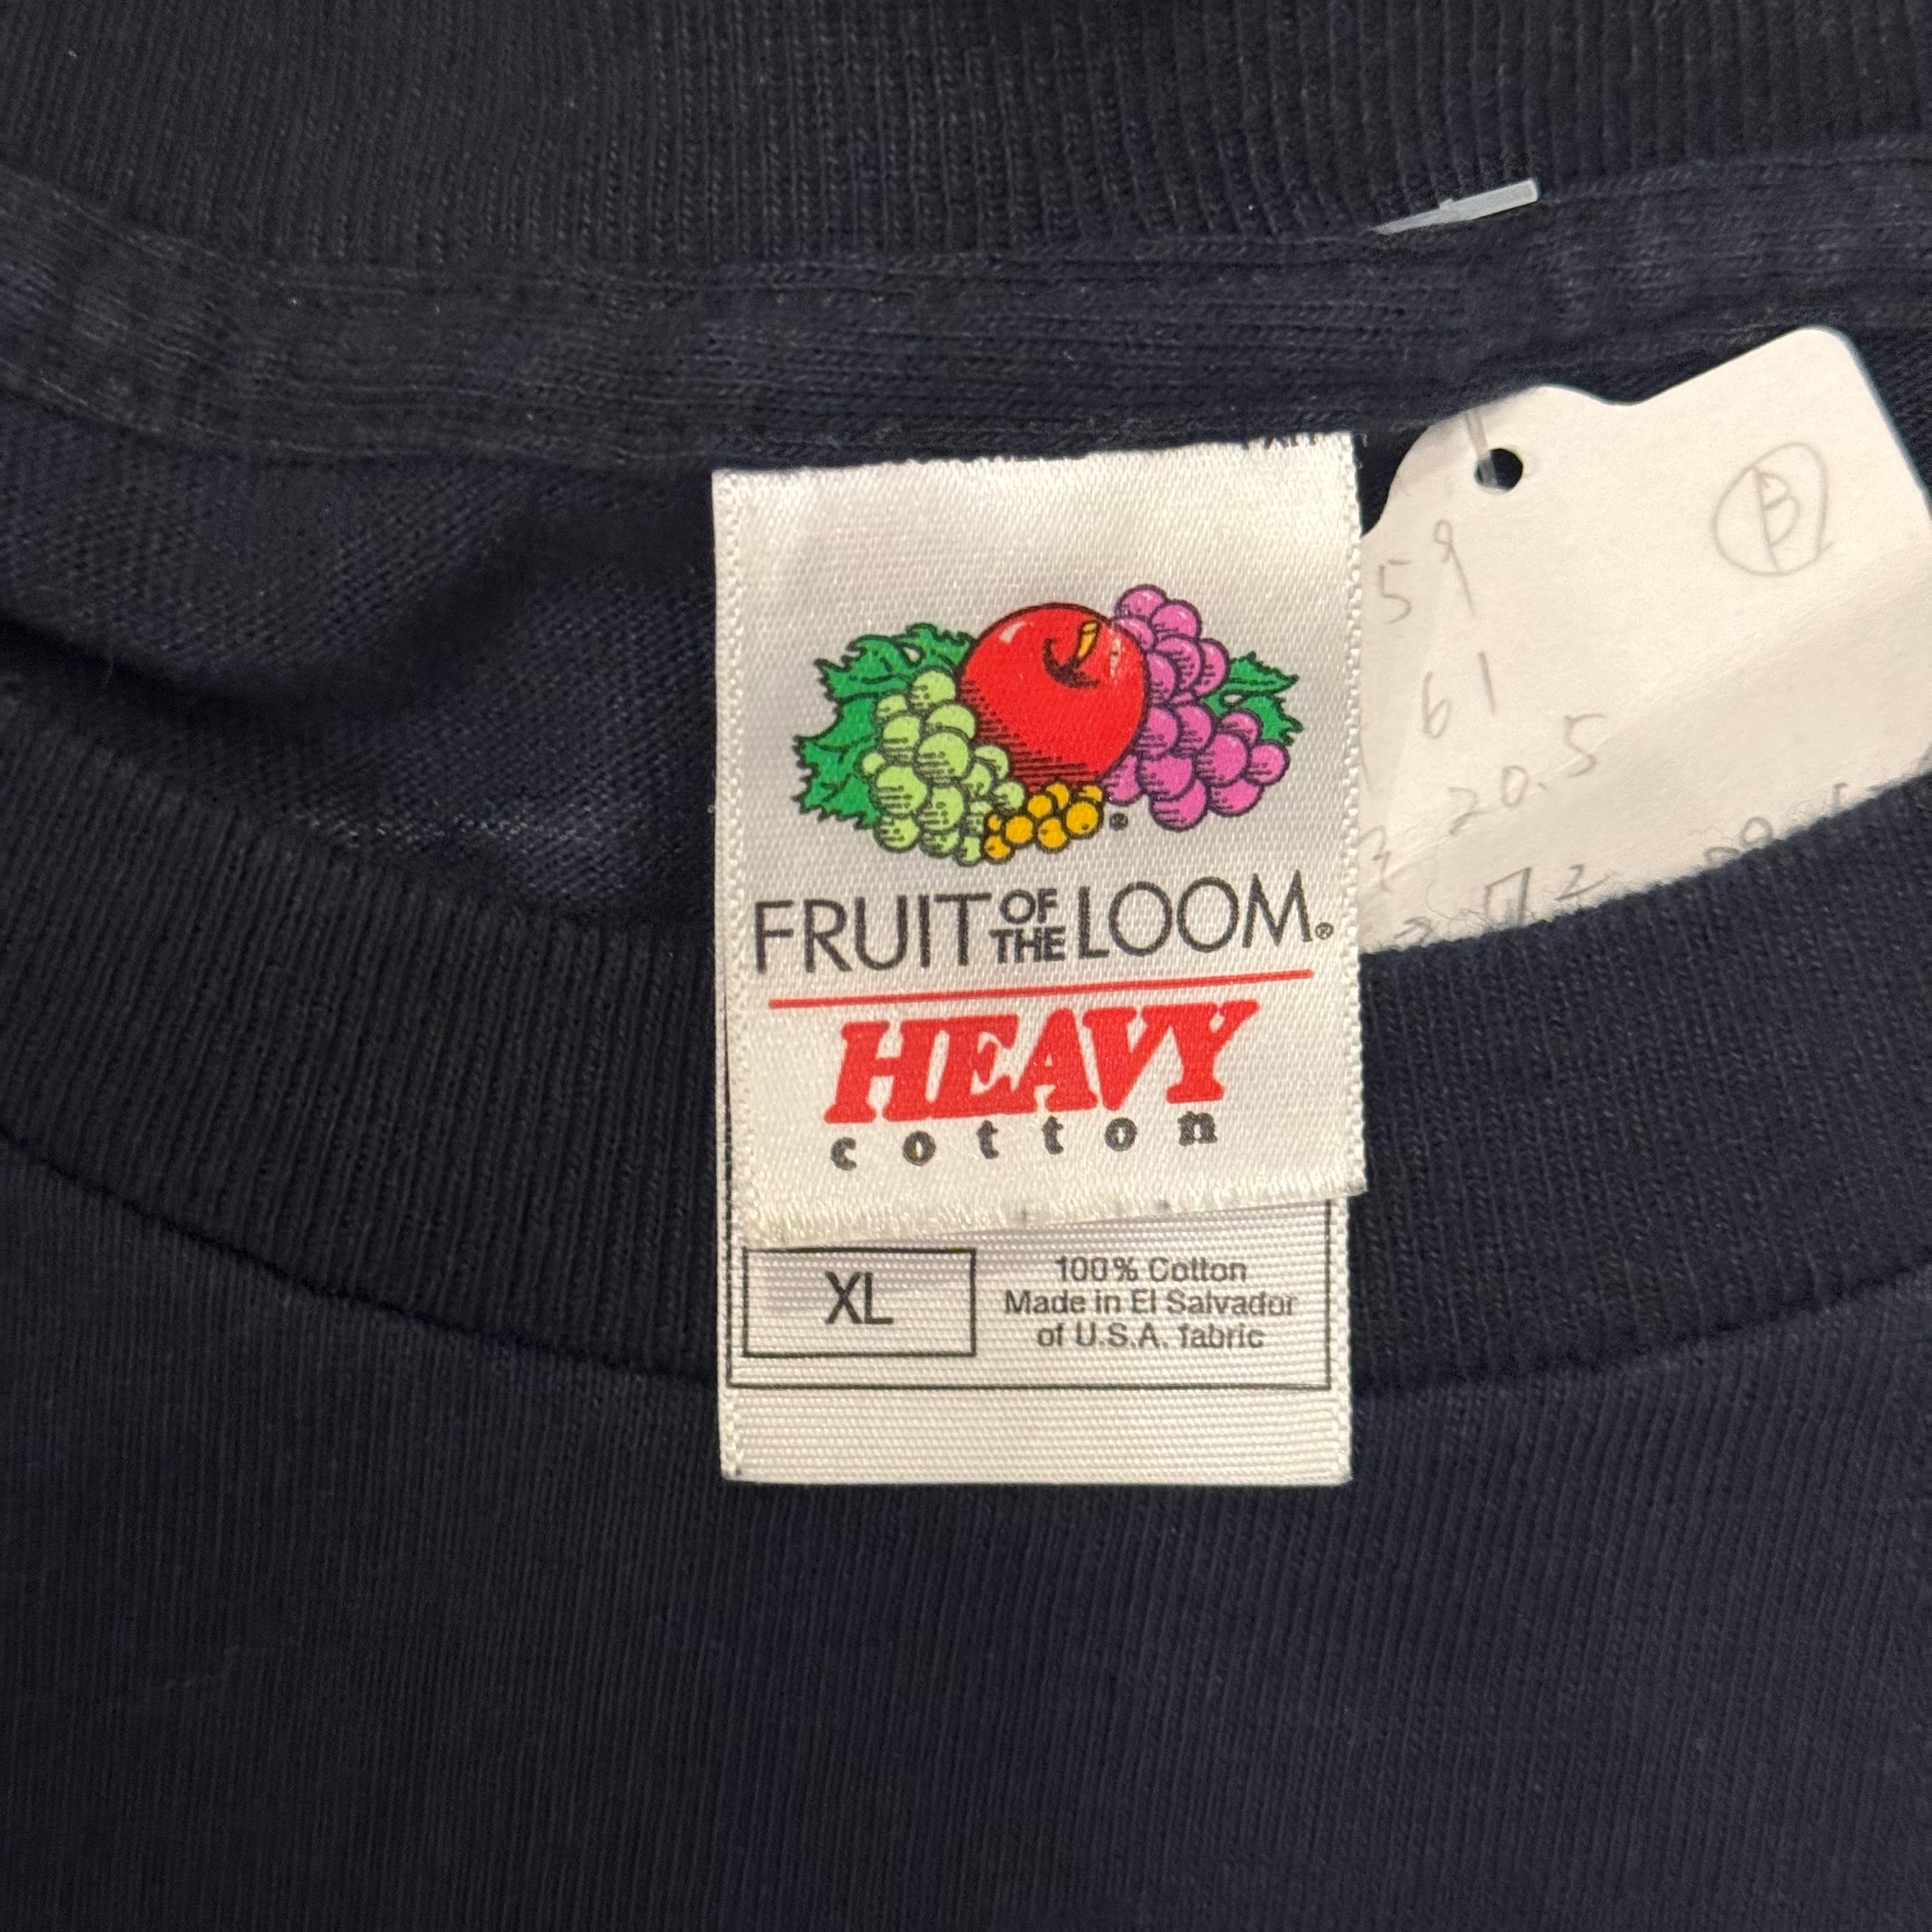 FRUIT OF THE LOOM®
HEAVY
cotton
XL
100% Cotton
Made in El Salvador
of U.S.A. fabric
B
59
61
20.5
72